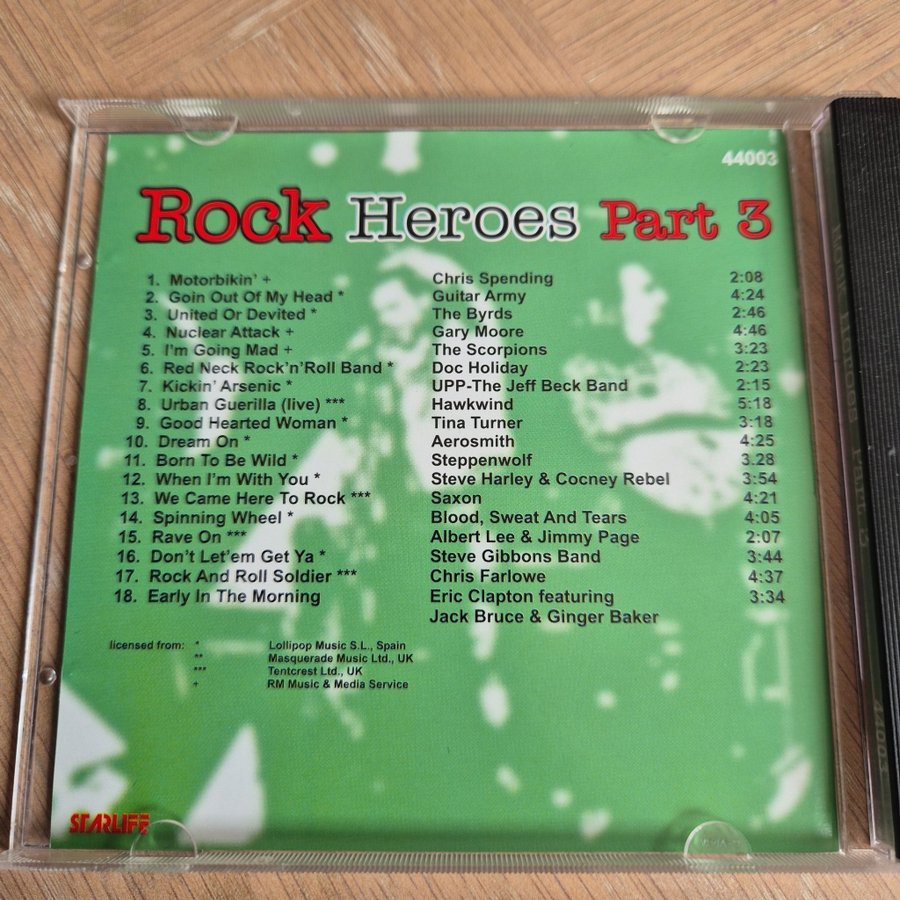 44003
Rock Heroes Part 3
1. Motorbikin' + Chris Spending 2:08
2. Goin Out Of My Head * Guitar Army 4:24
3. United Or Devited * The Byrds 2:46
4. Nuclear Attack + Gary Moore 4:46
5. I'm Going Mad + The Scorpions 3:23
6. Red Neck Rock'n'Roll Band * Doc Holiday 2:23
7. Kickin' Arsenic * UPP-The Jeff Beck Band 2:15
8. Urban Guerilla (live) *** Hawkwind 5:18
9. Good Hearted Woman * Tina Turner 3:18
10. Dream On * Aerosmith 4:25
11. Born To Be Wild * Steppenwolf 3.28
12. When I'm With You * Steve Harley & Cocney Rebel 3:54
13. We Came Here To Rock *** Saxon 4:21
14. Spinning Wheel * Blood, Sweat And Tears 4:05
15. Rave On *** Albert Lee & Jimmy Page 2:07
16. Don't Let'em Get Ya * Steve Gibbons Band 3:44
17. Rock And Roll Soldier *** Chris Farlowe 4:37
18. Early In The Morning Eric Clapton featuring 3:34
Jack Bruce & Ginger Baker
licensed from: * Lollipop Music S.L., Spain
** Masquerade Music Ltd., UK
*** Tentcrest Ltd., UK
+ RM Music & Media Service
STARLIFE
44003